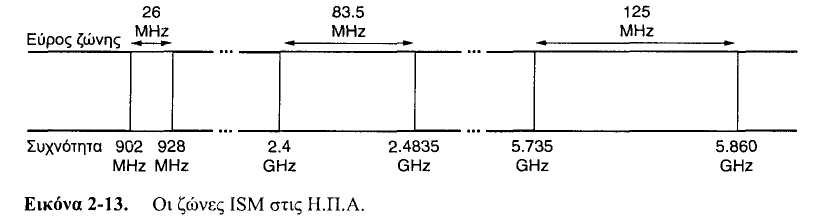 26 83.5 125
MHz MHz MHz
Εύρος ζώνης
... ...
... ...
Συχνότητα 902 928 2.4 2.4835 5.735 5.860
MHz MHz GHz GHz GHz GHz
Εικόνα 2-13. Οι ζώνες ISM στις Η.Π.Α.